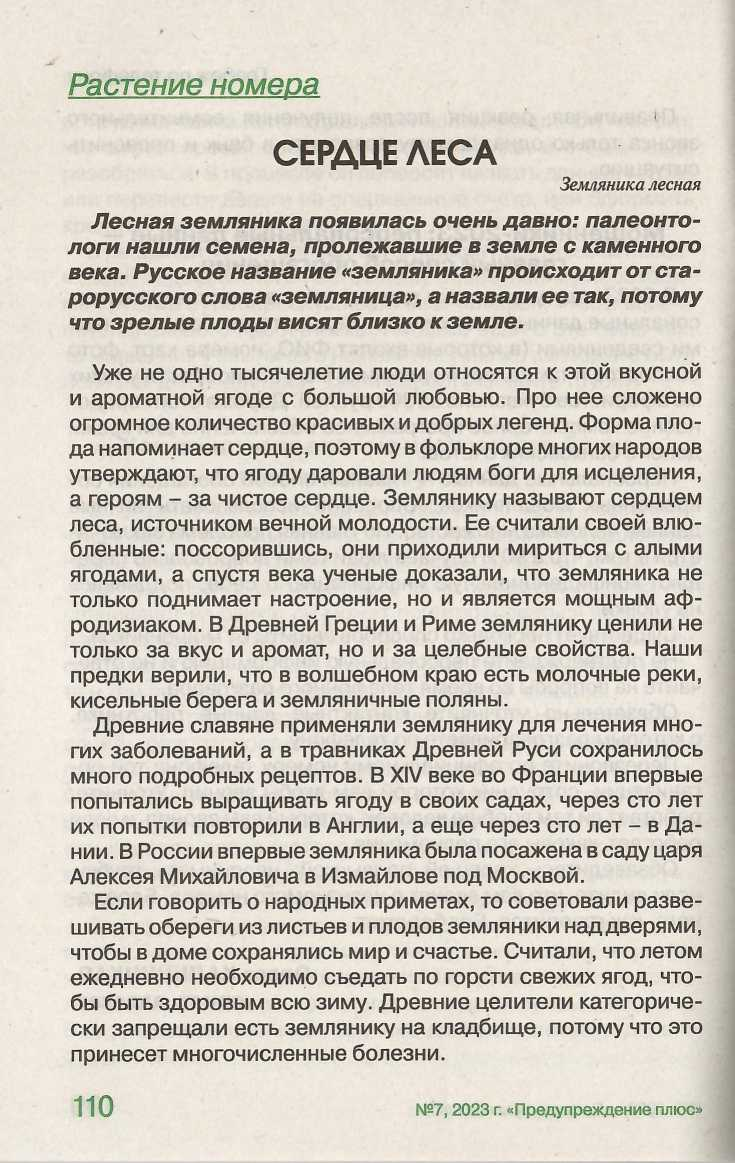 Растение номера
СЕРДЦЕ ЛЕСА
Земляника лесная
Лесная земляника появилась очень давно: палеонто-
логи нашли семена, пролежавшие в земле с каменного
века. Русское название «земляника» происходит от ста-
рорусского слова «земляница», а назвали ее так, потому
что зрелые плоды висят близко к земле.
Уже не одно тысячелетие люди относятся к этой вкусной
и ароматной ягоде с большой любовью. Про нее сложено
огромное количество красивых и добрых легенд. Форма пло-
да напоминает сердце, поэтому в фольклоре многих народов
утверждают, что ягоду даровали людям боги для исцеления,
а героям – за чистое сердце. Землянику называют сердцем
леса, источником вечной молодости. Ее считали своей влю-
бленные: поссорившись, они приходили мириться с алыми
ягодами, а спустя века ученые доказали, что земляника не
только поднимает настроение, но и является мощным аф-
родизиаком. В Древней Греции и Риме землянику ценили не
только за вкус и аромат, но и за целебные свойства. Наши
предки верили, что в волшебном краю есть молочные реки,
кисельные берега и земляничные поляны.
Древние славяне применяли землянику для лечения мно-
гих заболеваний, а в травниках Древней Руси сохранилось
много подробных рецептов. В XIV веке во Франции впервые
попытались выращивать ягоду в своих садах, через сто лет
их попытки повторили в Англии, а еще через сто лет – в Да-
нии. В России впервые земляника была посажена в саду царя
Алексея Михайловича в Измайлове под Москвой.
Если говорить о народных приметах, то советовали разве-
шивать обереги из листьев и плодов земляники над дверями,
чтобы в доме сохранялись мир и счастье. Считали, что летом
ежедневно необходимо съедать по горсти свежих ягод, что-
бы быть здоровым всю зиму. Древние целители категориче-
ски запрещали есть землянику на кладбище, потому что это
принесет многочисленные болезни.
110
№7, 2023 г. «Предупреждение плюс»